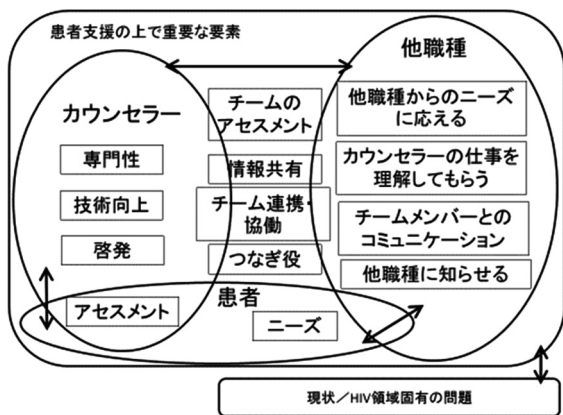 患者支援の上で重要な要素
カウンセラー
専門性
技術向上
啓発
アセスメント
チームの
アセスメント
情報共有
チーム連携・
協働
つなぎ役
患者
ニーズ
他職種
他職種からのニーズ
に応える
カウンセラーの仕事を
理解してもらう
チームメンバーとの
コミュニケーション
他職種に知らせる
現状／HIV領域固有の問題